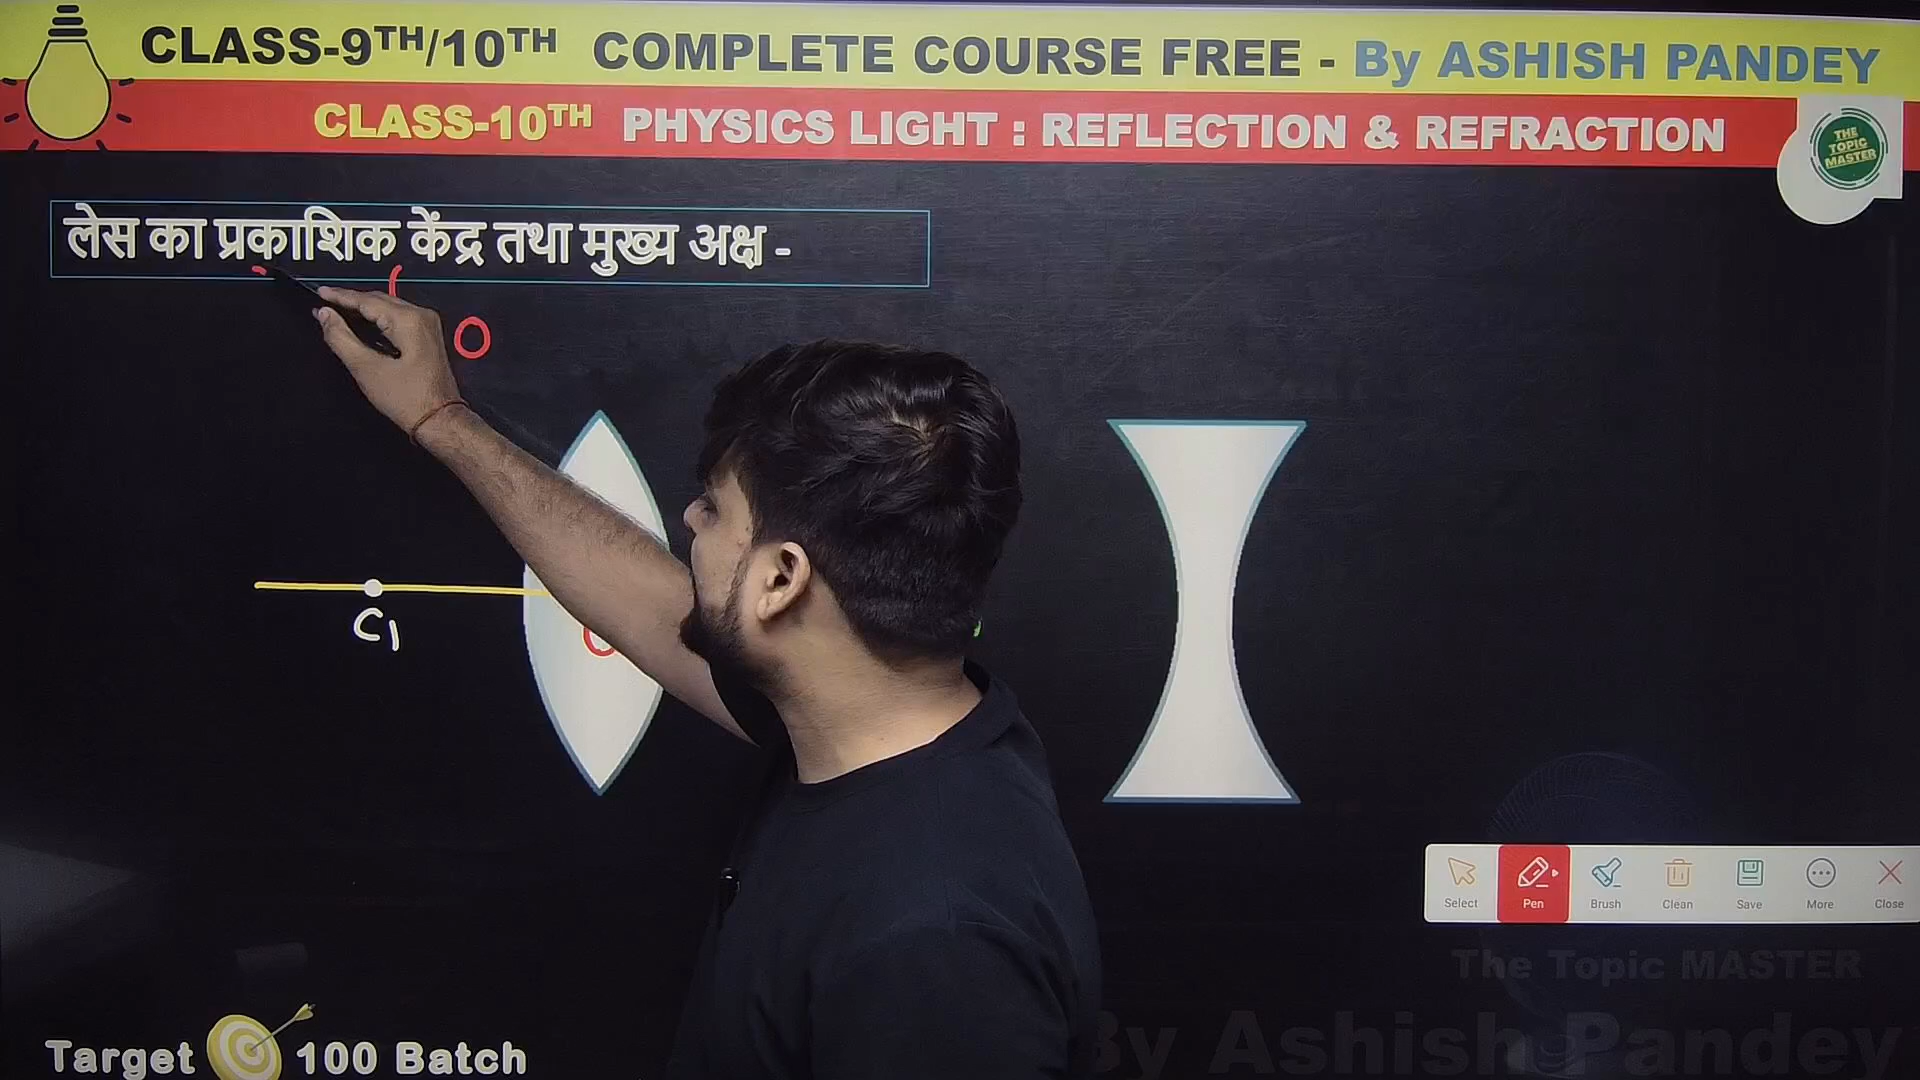 CLASS-9TH/10TH COMPLETE COURSE FREE - By ASHISH PANDEY
CLASS-10TH PHYSICS LIGHT : REFLECTION & REFRACTION
THE
TOPIC
MASTER
लेंस का प्रकाशिक केंद्र तथा मुख्य अक्ष -
O
C1
Select Pen Brush Clean Save More Close
The Topic MASTER
By Ashish Pandey
Target 100 Batch